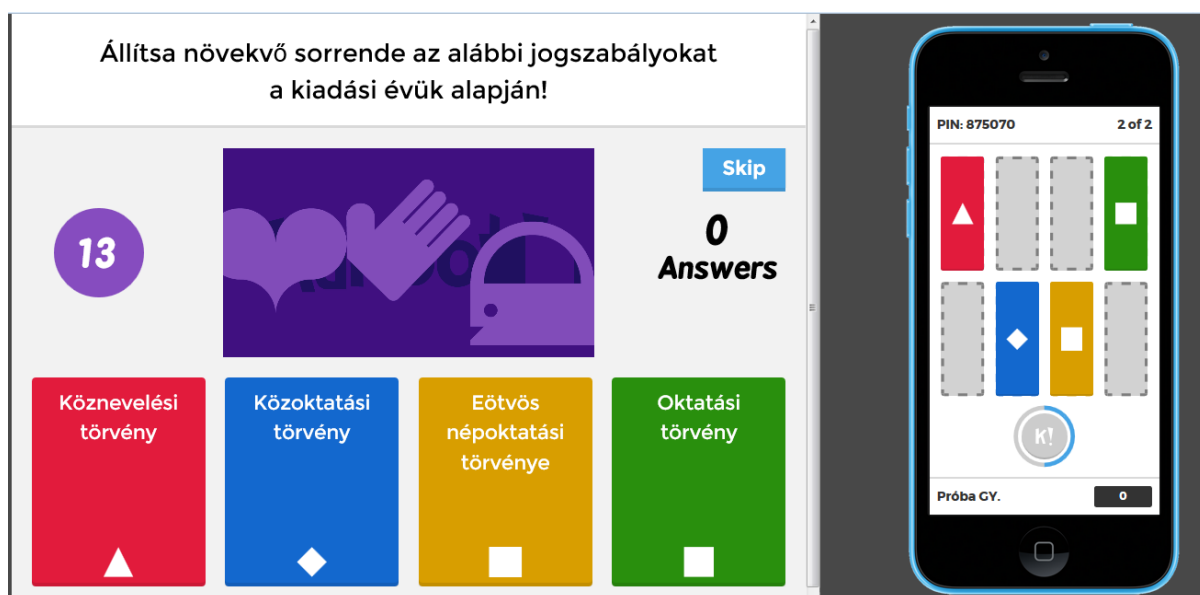 Állítsa növekvő sorrende az alábbi jogszabályokat
a kiadási évük alapján!
13
Skip
0
Answers
Köznevelési
törvény
Közoktatási
törvény
Eötvös
népoktatási
törvénye
Oktatási
törvény
PIN: 875070 2 of 2
K!
Próba GY. 0